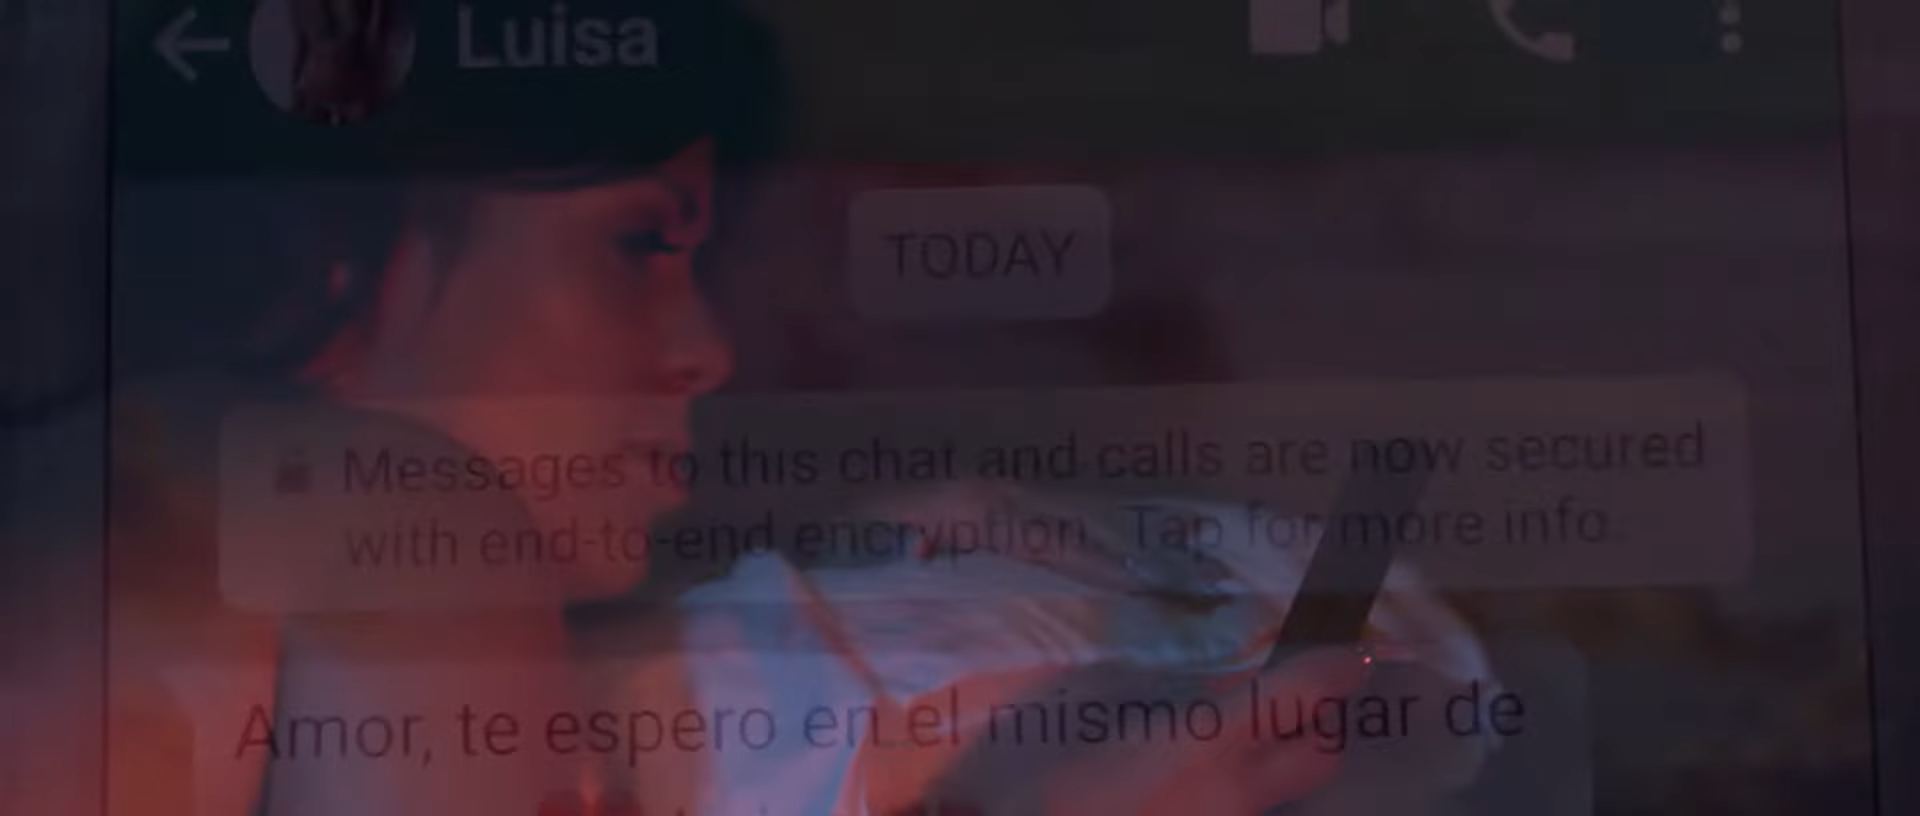 Luisa
TODAY
Messages to this chat and calls are now secured
with end-to-end encryption. Tap for more info.
Amor, te espero en el mismo lugar de